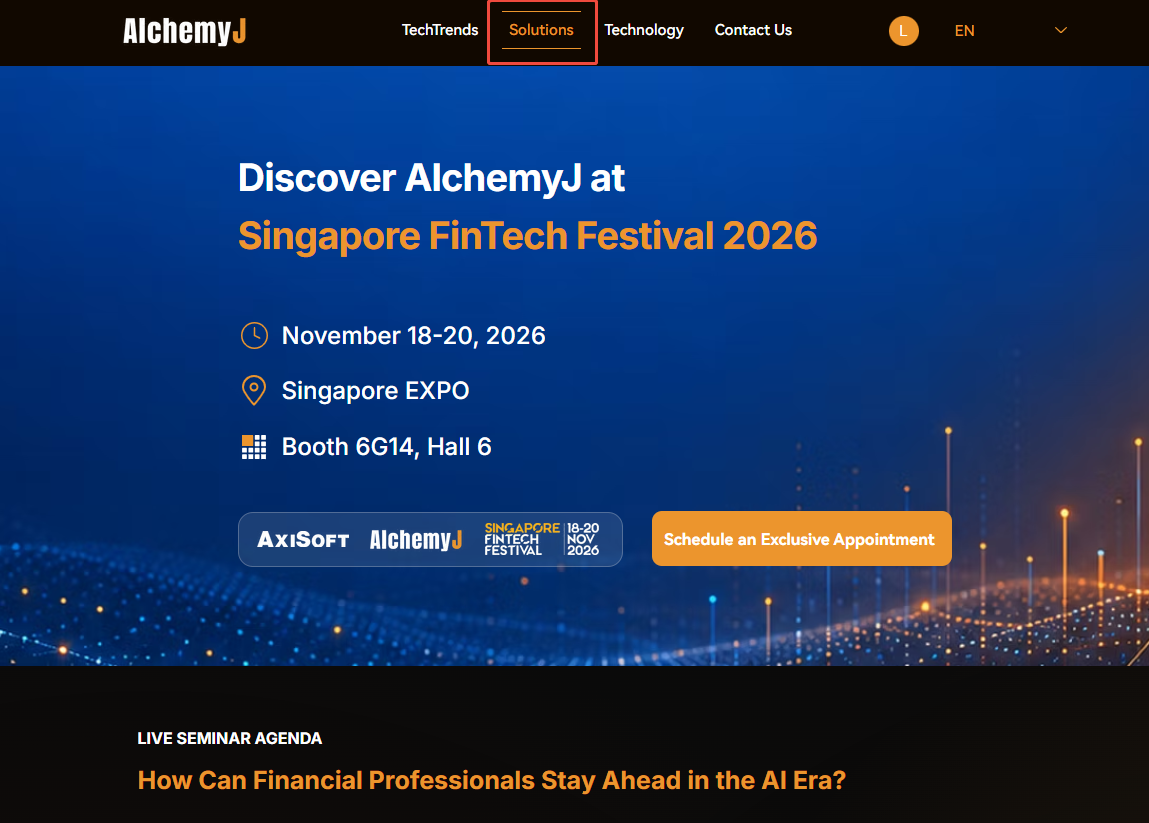 AlchemyJ
TechTrends
Solutions
Technology
Contact Us
L
EN
Discover AlchemyJ at
Singapore FinTech Festival 2026
November 18-20, 2026
Singapore EXPO
Booth 6G14, Hall 6
AXISOFT
AlchemyJ
SINGAPORE
FINTECH
FESTIVAL
18-20
NOV
2026
Schedule an Exclusive Appointment
LIVE SEMINAR AGENDA
How Can Financial Professionals Stay Ahead in the AI Era?